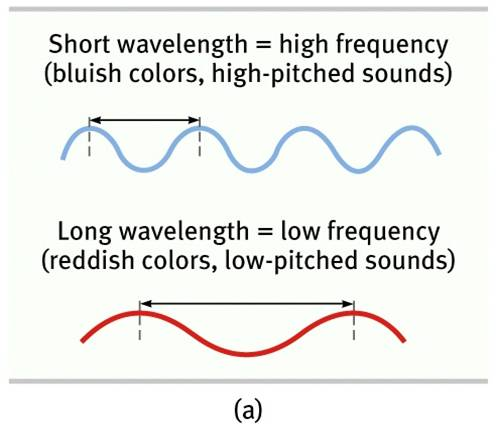 Short wavelength = high frequency
(bluish colors, high-pitched sounds)
Long wavelength = low frequency
(reddish colors, low-pitched sounds)
(a)